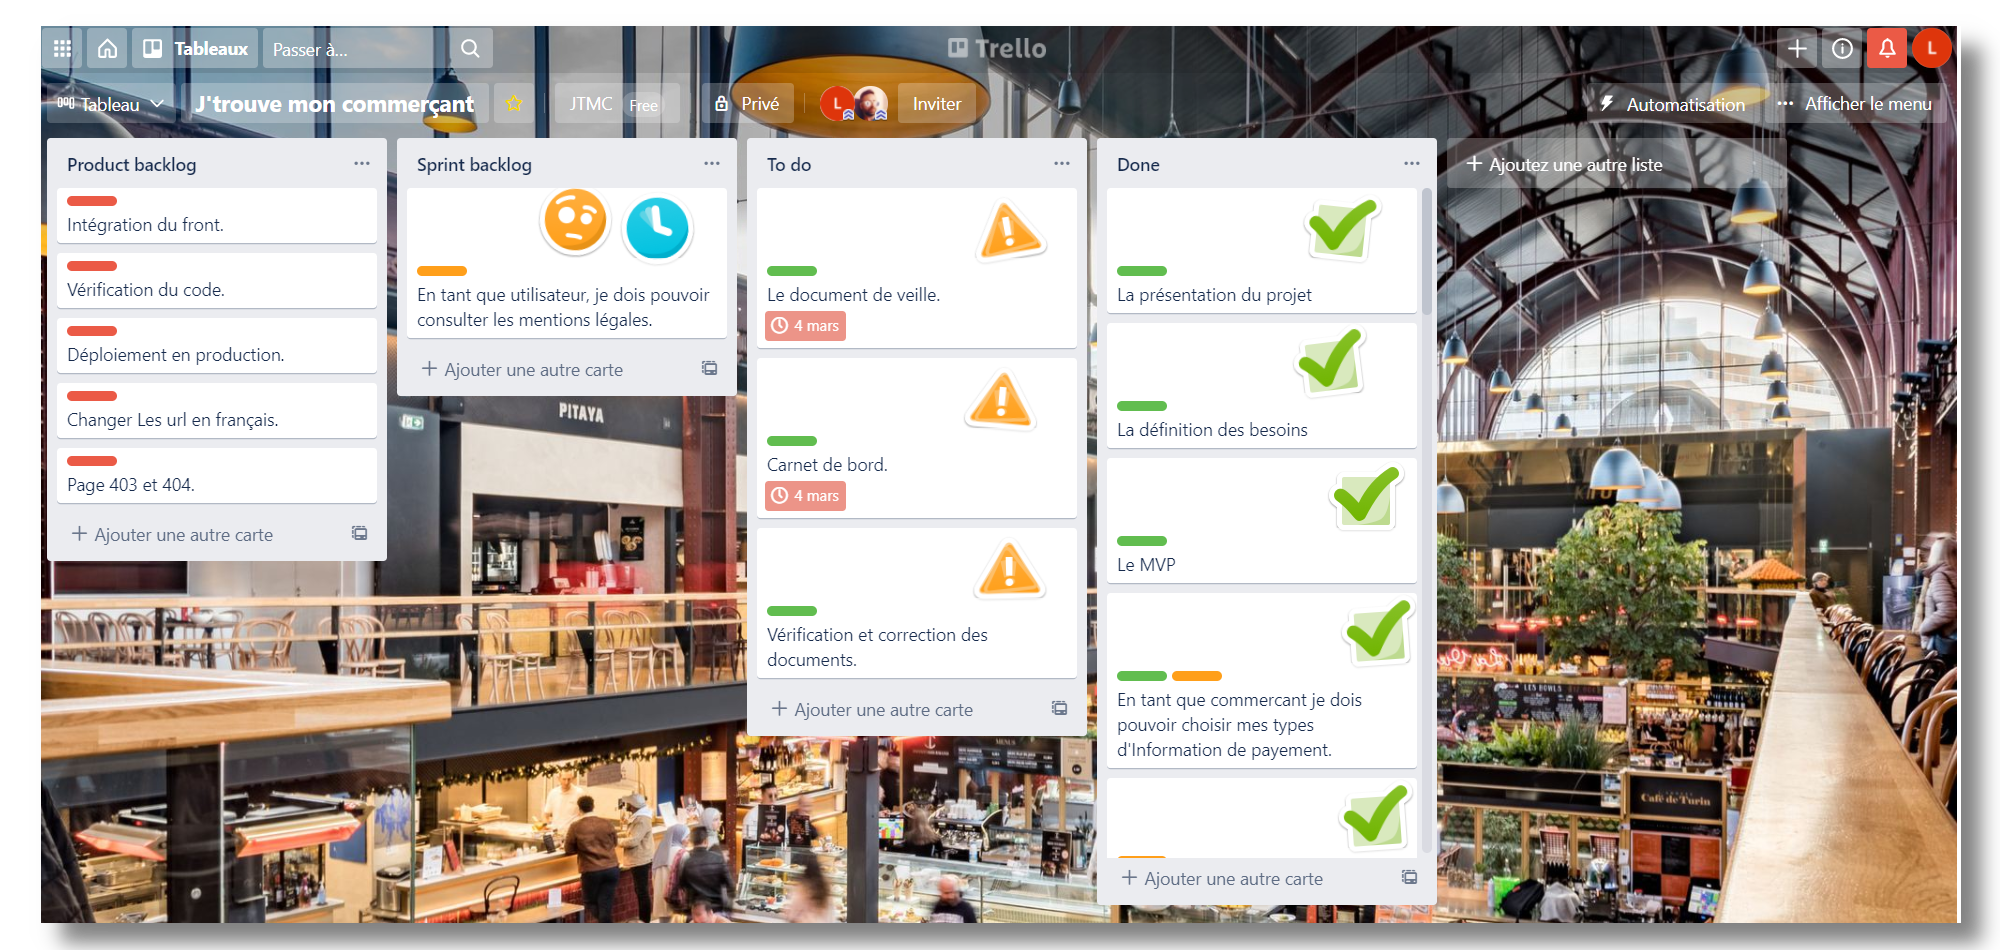 Tableaux
Passer à...
Trello
L
Tableau
J'trouve mon commerçant
JTMC Free
Privé
L
Inviter
Automatisation
Afficher le menu
Product backlog
Intégration du front.
Vérification du code.
Déploiement en production.
Changer Les url en français.
Page 403 et 404.
+ Ajouter une autre carte
Sprint backlog
En tant que utilisateur, je dois pouvoir
consulter les mentions légales.
+ Ajouter une autre carte
To do
Le document de veille.
4 mars
Carnet de bord.
4 mars
Vérification et correction des
documents.
+ Ajouter une autre carte
Done
La présentation du projet
La définition des besoins
Le MVP
En tant que commercant je dois
pouvoir choisir mes types
d'Information de payement.
+ Ajouter une autre carte
+ Ajoutez une autre liste
PITAYA
LES BOWLS
Café de Turin